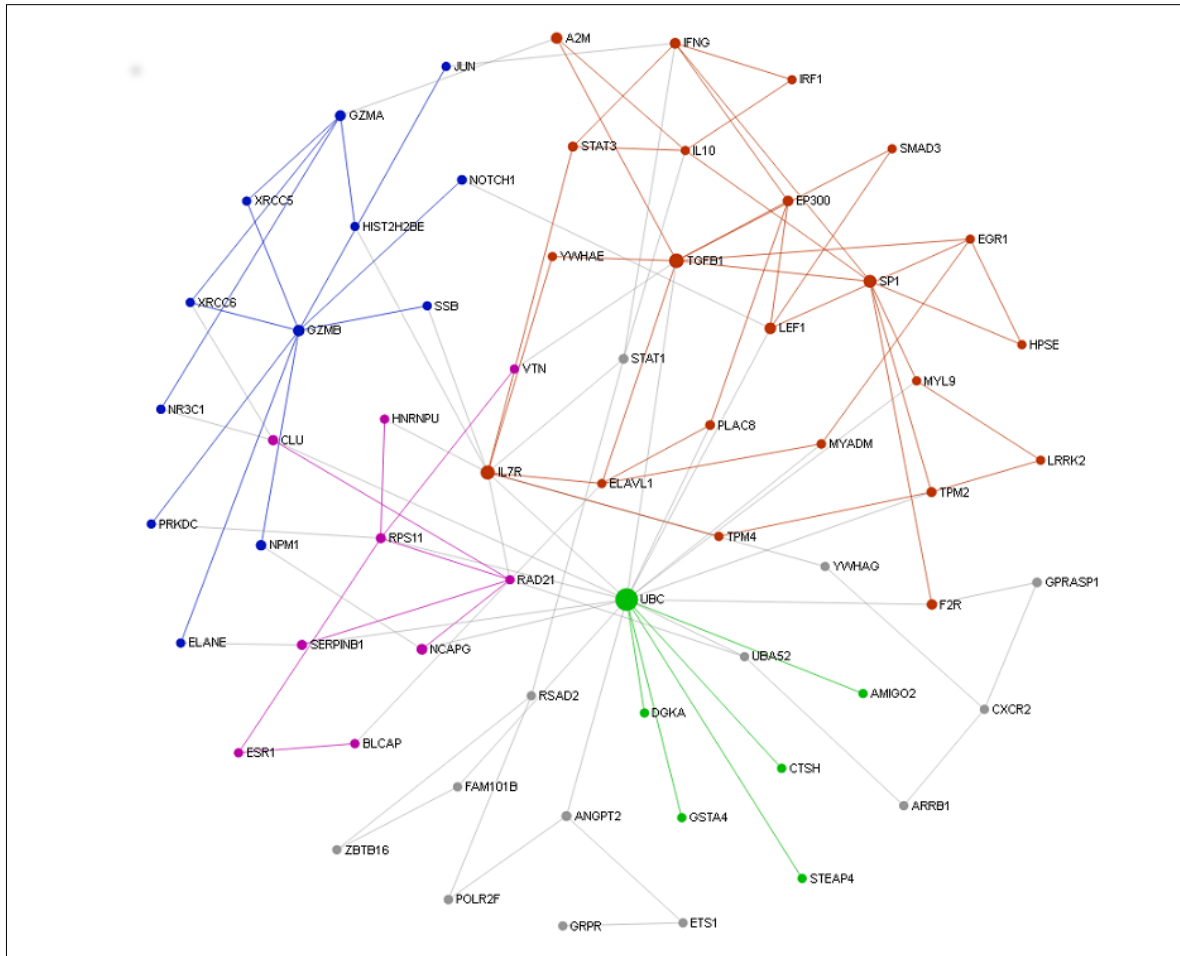 A2M
IFNG
JUN
IRF1
GZMA
STAT3
IL10
SMAD3
NOTCH1
XRCC5
EP300
HIST2H2BE
EGR1
YWHAE
TGFB1
SP1
XRCC6
SSB
GZMB
LEF1
HPSE
STAT1
VTN
MYL9
NR3C1
HNRNPU
PLAC8
CLU
MYADM
LRRK2
IL7R
ELAVL1
TPM2
PRKDC
RPS11
TPM4
NPM1
YWHAG
RAD21
GPRASP1
UBC
F2R
ELANE
SERPINB1
NCAPG
UBA52
RSAD2
AMIGO2
DGKA
CXCR2
BLCAP
ESR1
CTSH
FAM101B
ARRB1
ANGPT2
GSTA4
ZBTB16
STEAP4
POLR2F
GRPR
ETS1